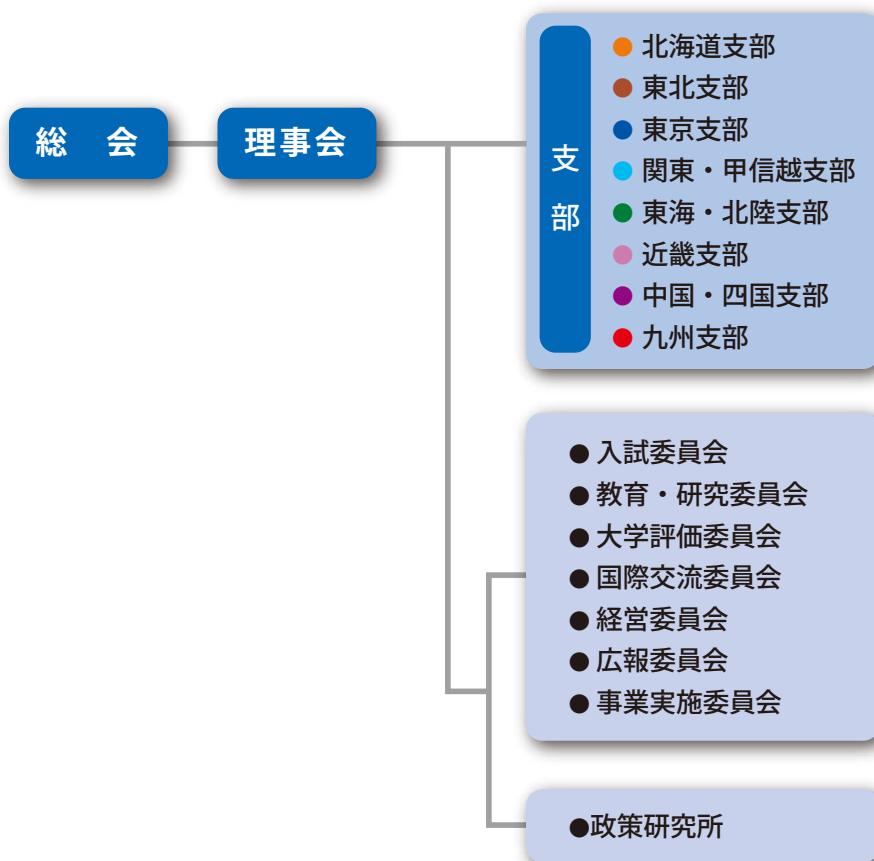 総　会
理事会
支部
北海道支部
東北支部
東京支部
関東・甲信越支部
東海・北陸支部
近畿支部
中国・四国支部
九州支部
●入試委員会
●教育・研究委員会
●大学評価委員会
●国際交流委員会
●経営委員会
●広報委員会
●事業実施委員会
●政策研究所